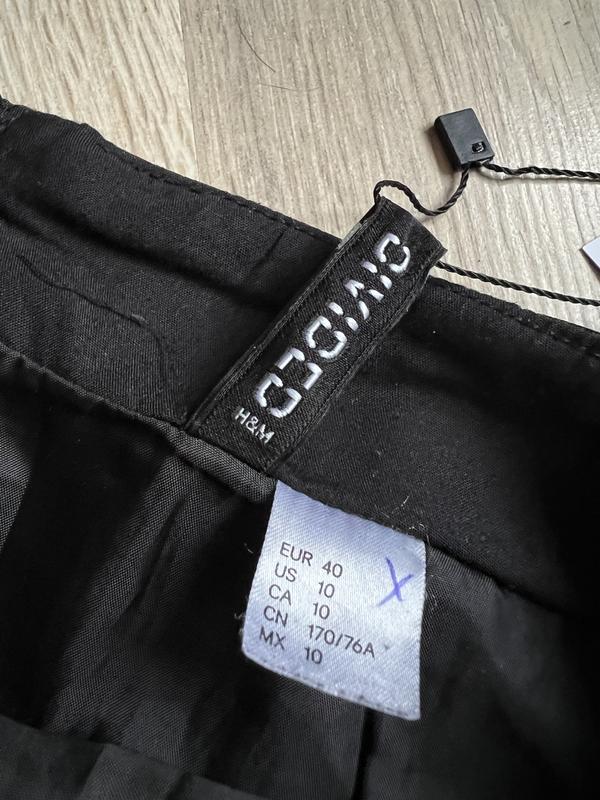 DIVIDED
H&M
EUR 40
US 10
CA 10
CN 170/76A
MX 10
X